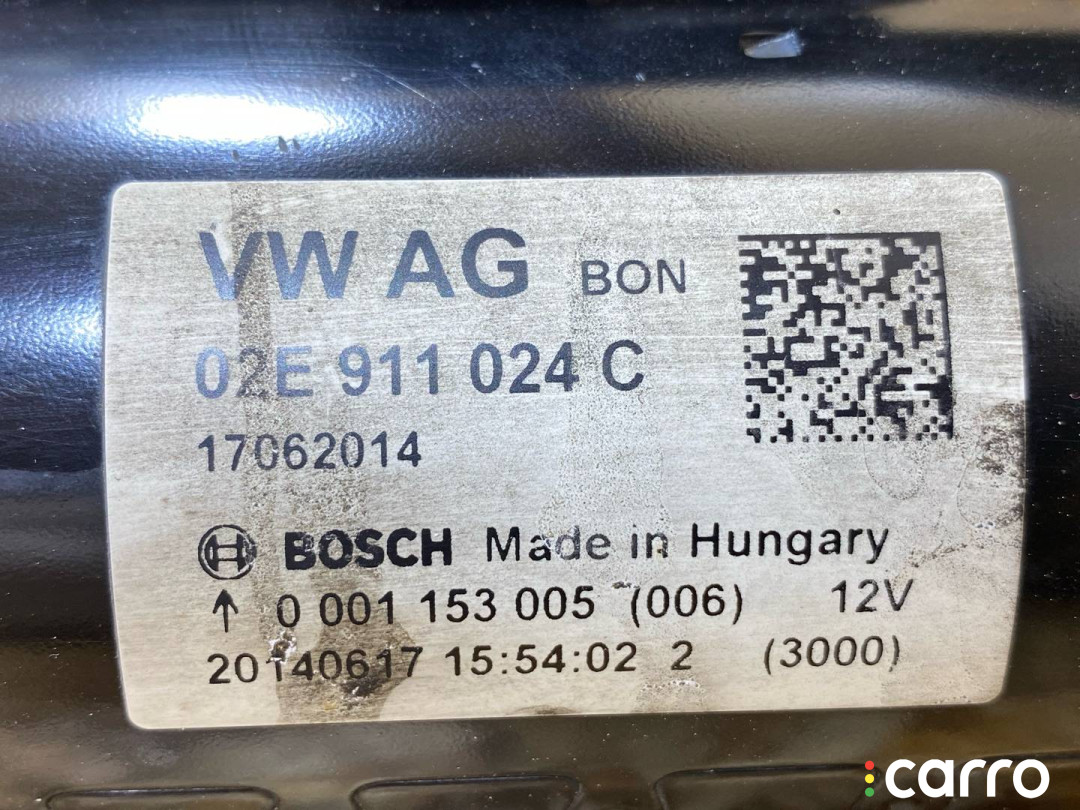 VW AG BON
02E 911 024 C
17062014
BOSCH Made in Hungary
↑ 0 001 153 005 (006) 12V
20140617 15:54:02 2 (3000)
carro